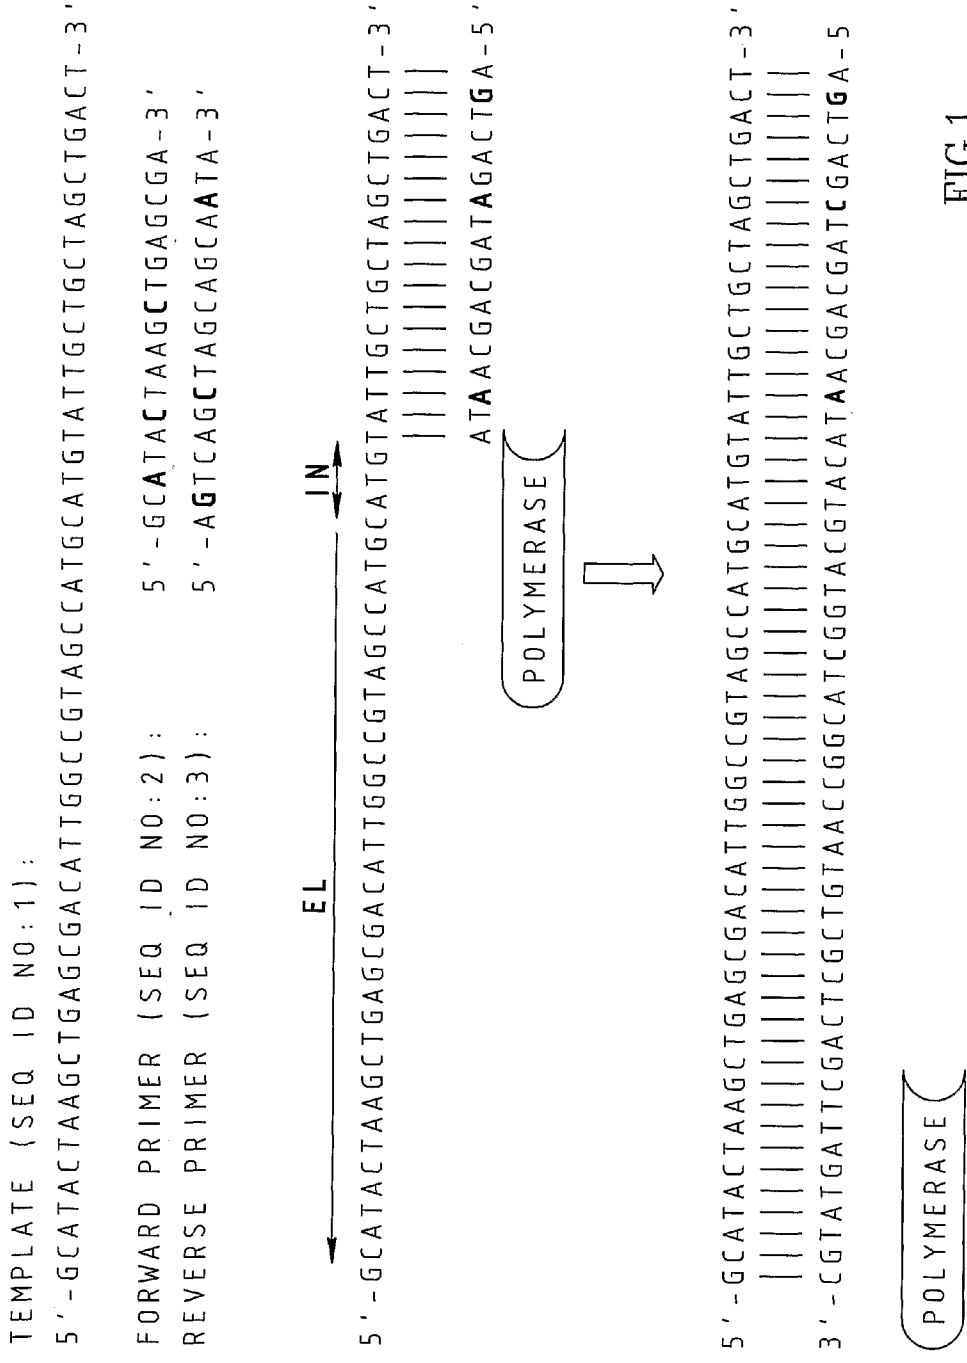 TEMPLATE (SEQ ID NO:1):
5'-GCATACTAAGCTGAGCGACATTGGCCGTAGCCATGCATGTATTGCTGCTAGCTGACT-3'
FORWARD PRIMER (SEQ ID NO:2): 5'-GCATACTAAGCTGAGCGA-3'
REVERSE PRIMER (SEQ ID NO:3): 5'-AGTCAGCTAGCAGCAATA-3'
EL IN
5'-GCATACTAAGCTGAGCGACATTGGCCGTAGCCATGCATGTATTGCTGCTAGCTGACT-3'
ATAACGACGATAGACTGA-5'
POLYMERASE
5'-GCATACTAAGCTGAGCGACATTGGCCGTAGCCATGCATGTATTGCTGCTAGCTGACT-3'
3'-CGTATGATTCGACTCGCTGTAACCGGCATCGGTACGTACATAACGACGATCGACTGA-5
POLYMERASE
FIG 1